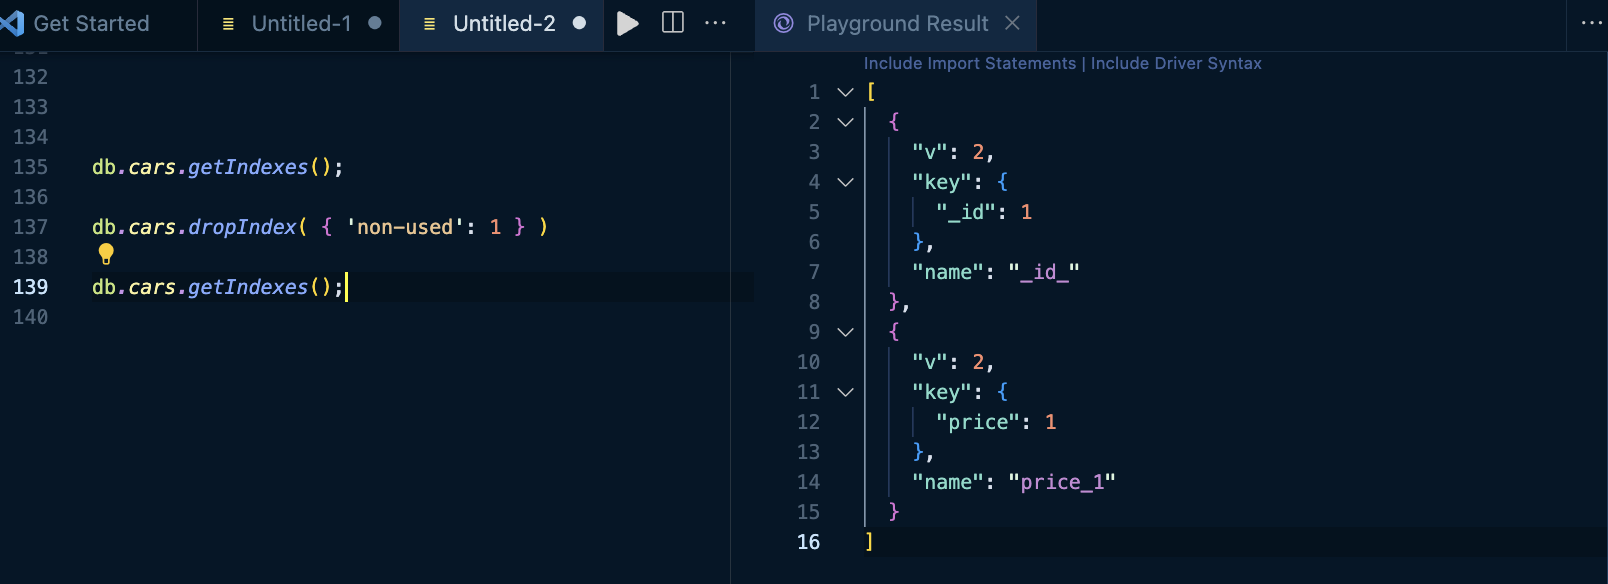 Get Started
Untitled-1
Untitled-2
Playground Result
132
133
134
135 db.cars.getIndexes();
136
137 db.cars.dropIndex( { 'non-used': 1 } )
138
139 db.cars.getIndexes();
140
Include Import Statements | Include Driver Syntax
1 [
2 {
3 "v": 2,
4 "key": {
5 "_id": 1
6 },
7 "name": "_id_"
8 },
9 {
10 "v": 2,
11 "key": {
12 "price": 1
13 },
14 "name": "price_1"
15 }
16 ]